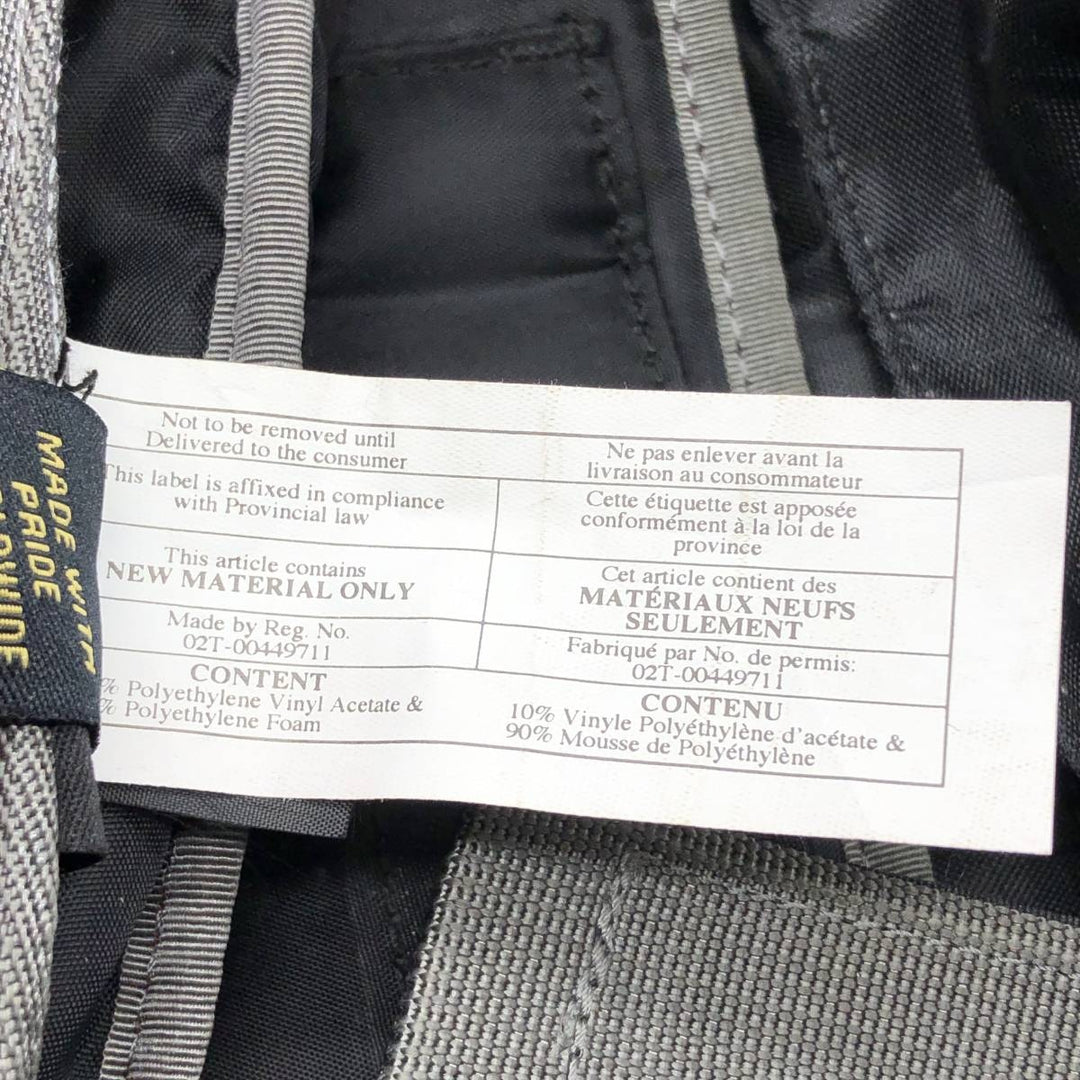 Not to be removed until
Delivered to the consumer
This label is affixed in compliance
with Provincial law
This article contains
NEW MATERIAL ONLY
Made by Reg. No.
02T-00449711
CONTENT
% Polyethylene Vinyl Acetate &
% Polyethylene Foam
Ne pas enlever avant la
livraison au consommateur
Cette étiquette est apposée
conformément à la loi de la
province
Cet article contient des
MATÉRIAUX NEUFS
SEULEMENT
Fabriqué par No. de permis:
02T-00449711
CONTENU
10% Vinyle Polyéthylène d'acétate &
90% Mousse de Polyéthylène
MADE WITH
PRIDE